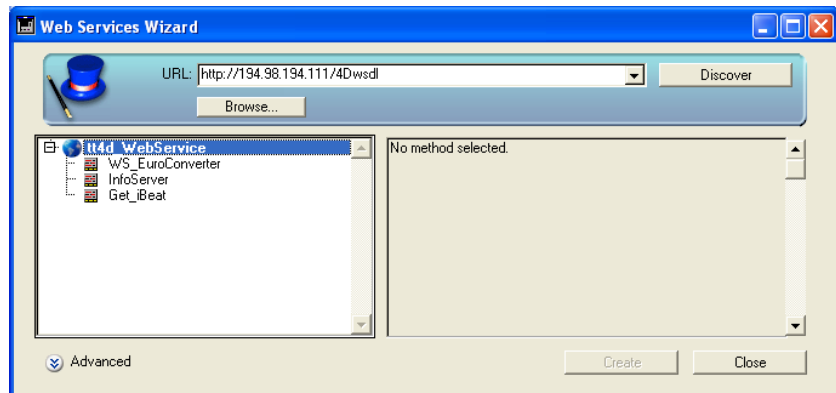 Web Services Wizard
URL: http://194.98.194.111/4Dwsdl
Discover
Browse...
tt4d_WebService
WS_EuroConverter
InfoServer
Get_iBeat
No method selected.
Advanced
Create
Close